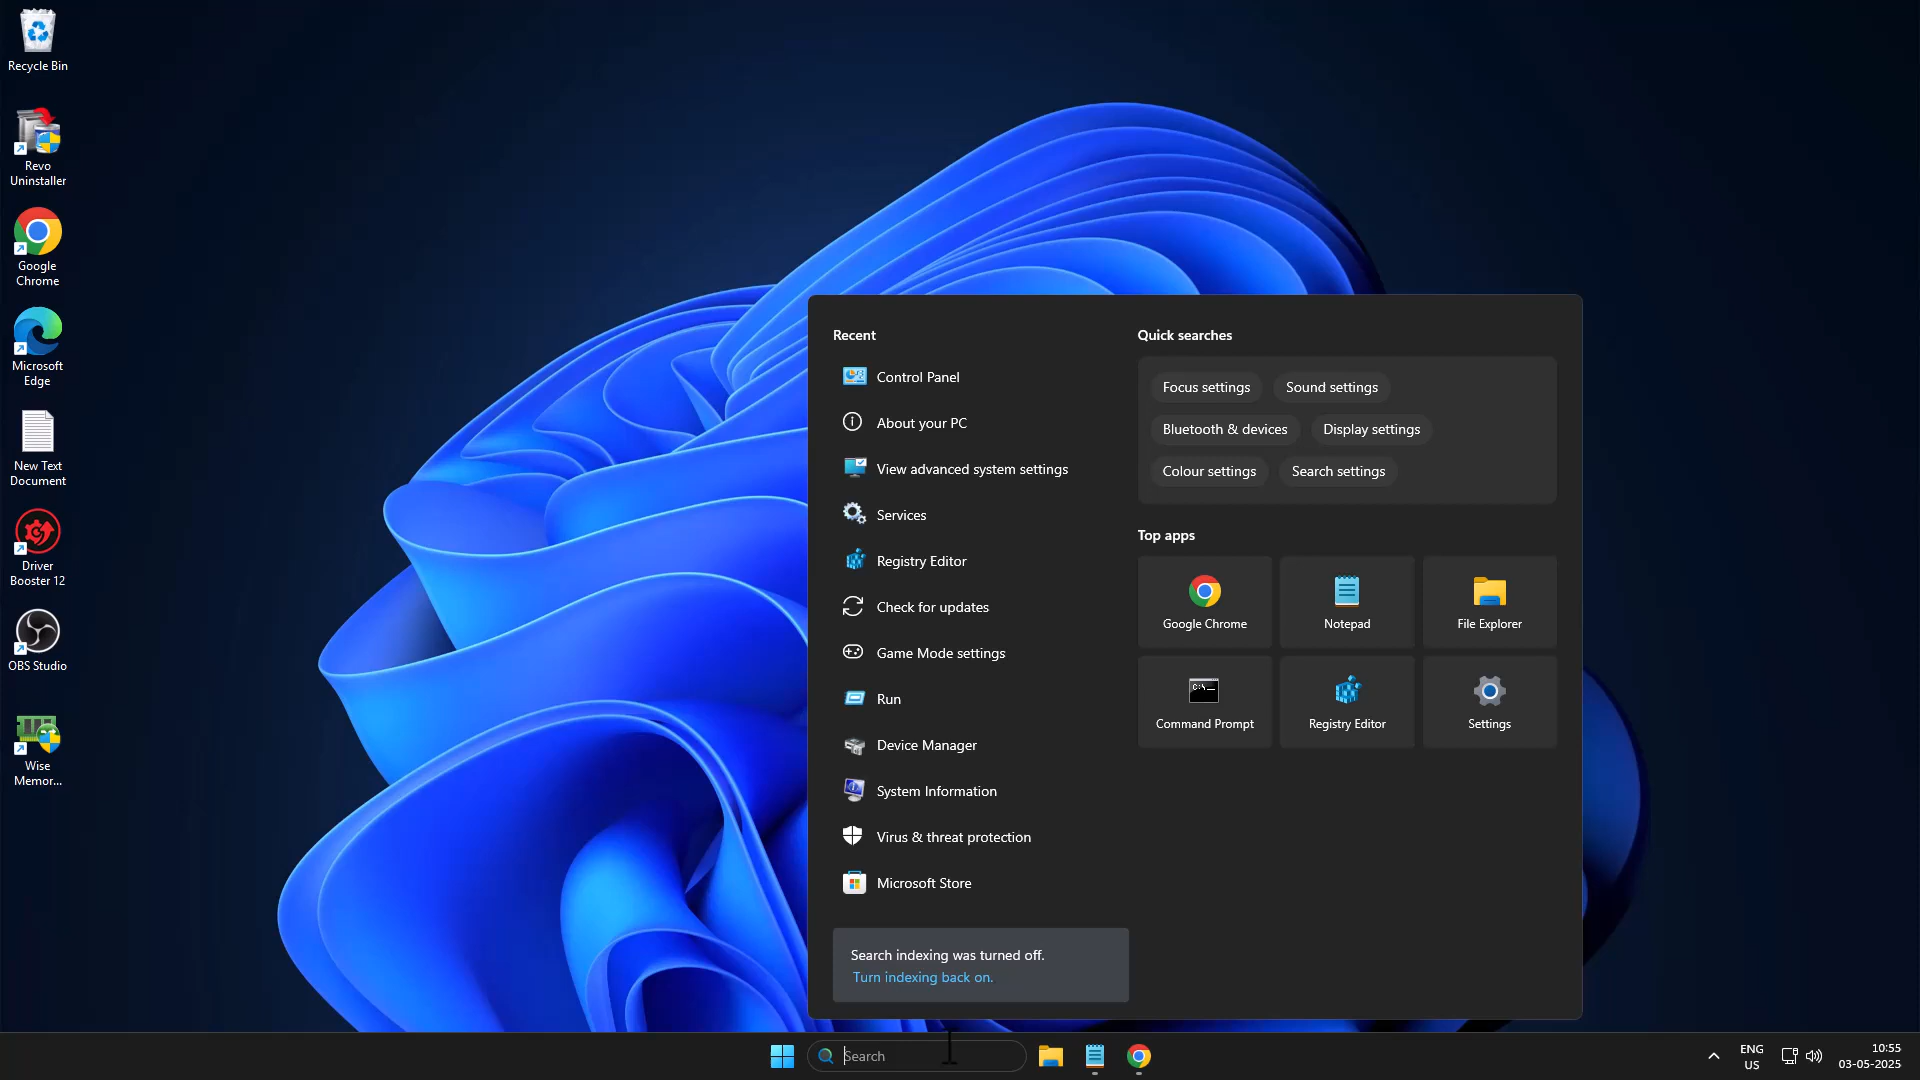 Recycle Bin
Revo
Uninstaller
Google
Chrome
Microsoft
Edge
New Text
Document
Driver
Booster 12
OBS Studio
Wise
Memor...
Recent
Control Panel
About your PC
View advanced system settings
Services
Registry Editor
Check for updates
Game Mode settings
Run
Device Manager
System Information
Virus & threat protection
Microsoft Store
Search indexing was turned off.
Turn indexing back on.
Quick searches
Focus settings
Sound settings
Bluetooth & devices
Display settings
Colour settings
Search settings
Top apps
Google Chrome
Notepad
File Explorer
Command Prompt
Registry Editor
Settings
Search
ENG
US
10:55
03-05-2025